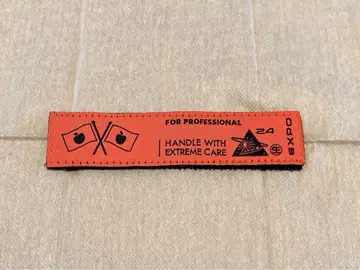 FOR PROFESSIONAL
HANDLE WITH
EXTREME CARE
24
EXPO